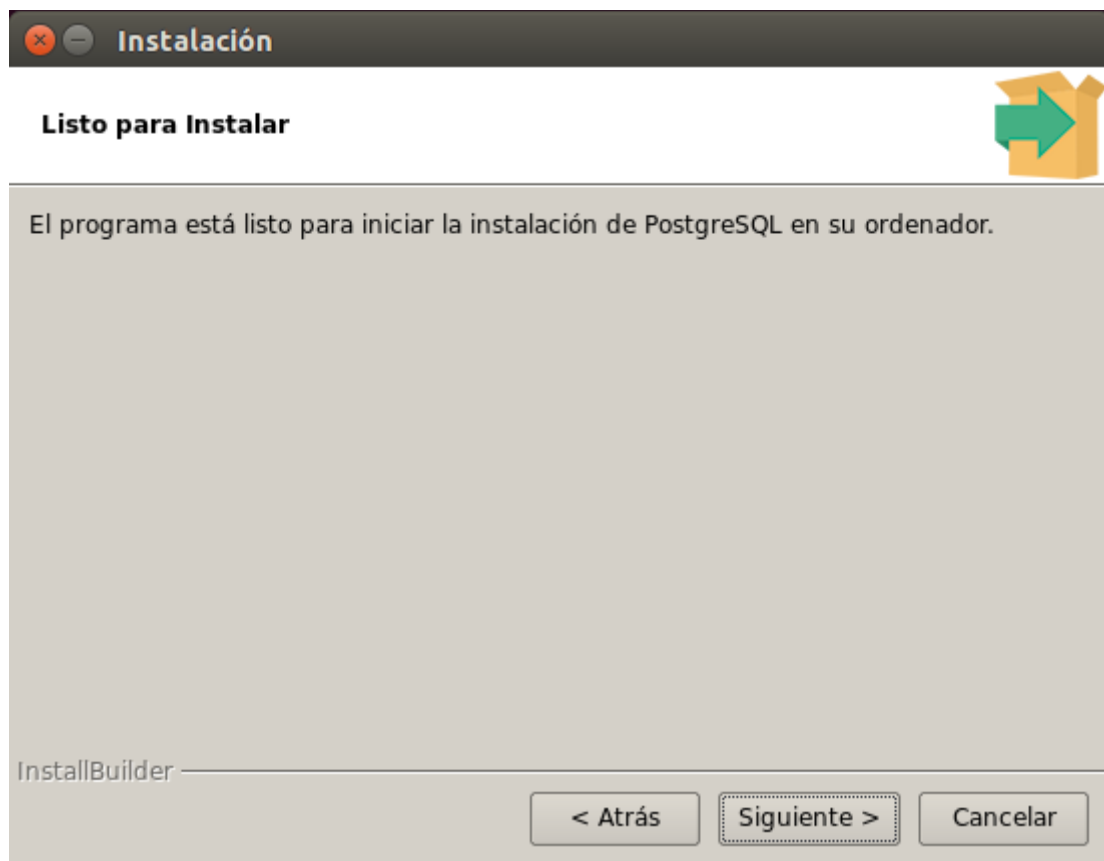 Instalación
Listo para Instalar
El programa está listo para iniciar la instalación de PostgreSQL en su ordenador.
InstallBuilder
< Atrás
Siguiente >
Cancelar